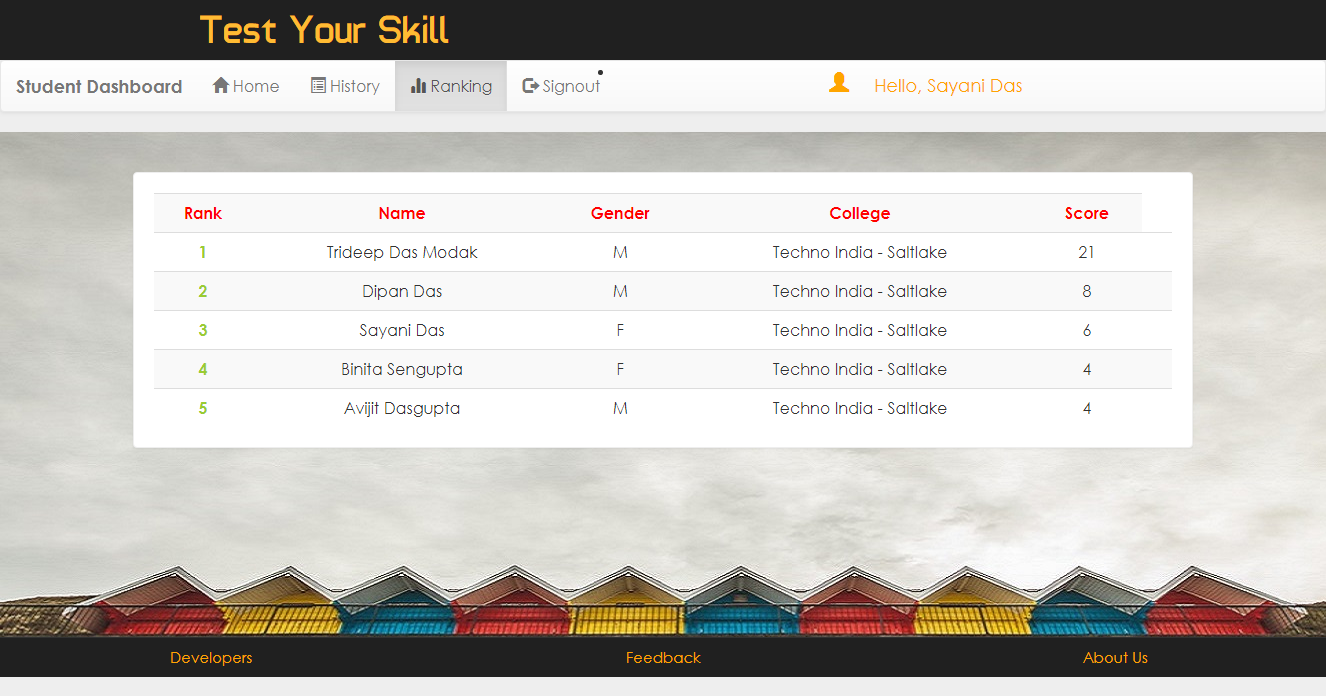 Test Your Skill
Student Dashboard Home History Ranking Signout Hello, Sayani Das
Rank Name Gender College Score
1 Trideep Das Modak M Techno India - Saltlake 21
2 Dipan Das M Techno India - Saltlake 8
3 Sayani Das F Techno India - Saltlake 6
4 Binita Sengupta F Techno India - Saltlake 4
5 Avijit Dasgupta M Techno India - Saltlake 4
Developers Feedback About Us